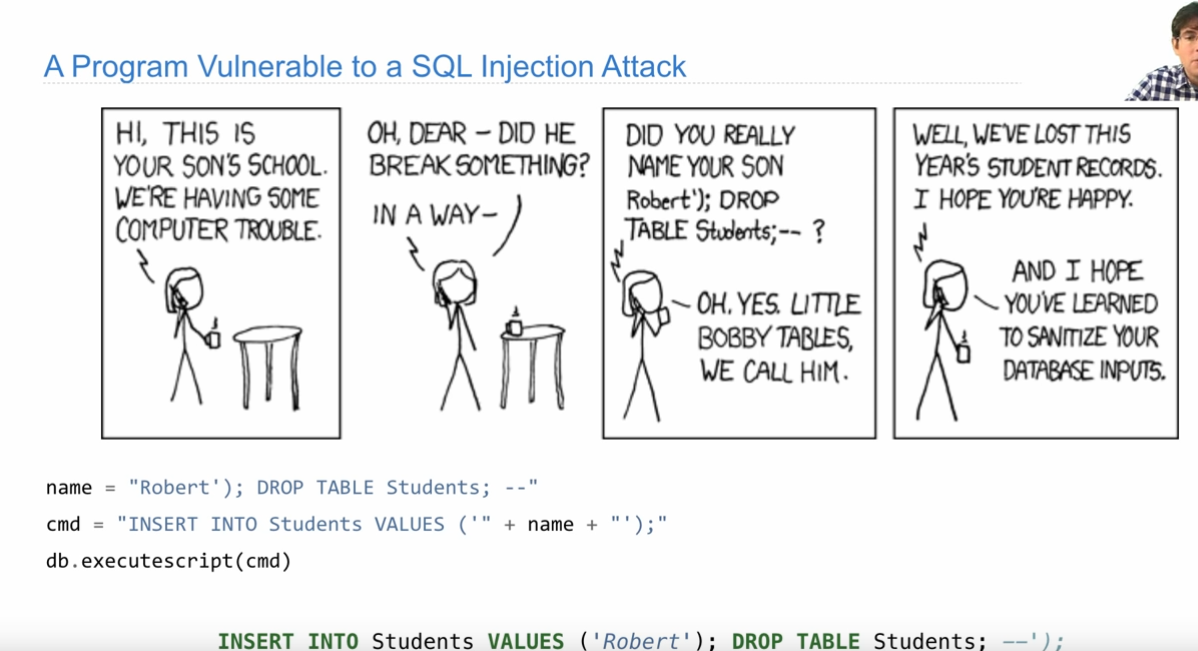 A Program Vulnerable to a SQL Injection Attack
HI, THIS IS
YOUR SON'S SCHOOL.
WE'RE HAVING SOME
COMPUTER TROUBLE.
OH, DEAR – DID HE
BREAK SOMETHING?
IN A WAY–
DID YOU REALLY
NAME YOUR SON
Robert'); DROP
TABLE Students;-- ?
OH. YES. LITTLE
BOBBY TABLES,
WE CALL HIM.
WELL, WE'VE LOST THIS
YEAR'S STUDENT RECORDS.
I HOPE YOU'RE HAPPY.
AND I HOPE
YOU'VE LEARNED
TO SANITIZE YOUR
DATABASE INPUTS.
name = "Robert'); DROP TABLE Students; --"
cmd = "INSERT INTO Students VALUES ('" + name + "');"
db.executescript(cmd)
INSERT INTO Students VALUES ('Robert'); DROP TABLE Students; --');